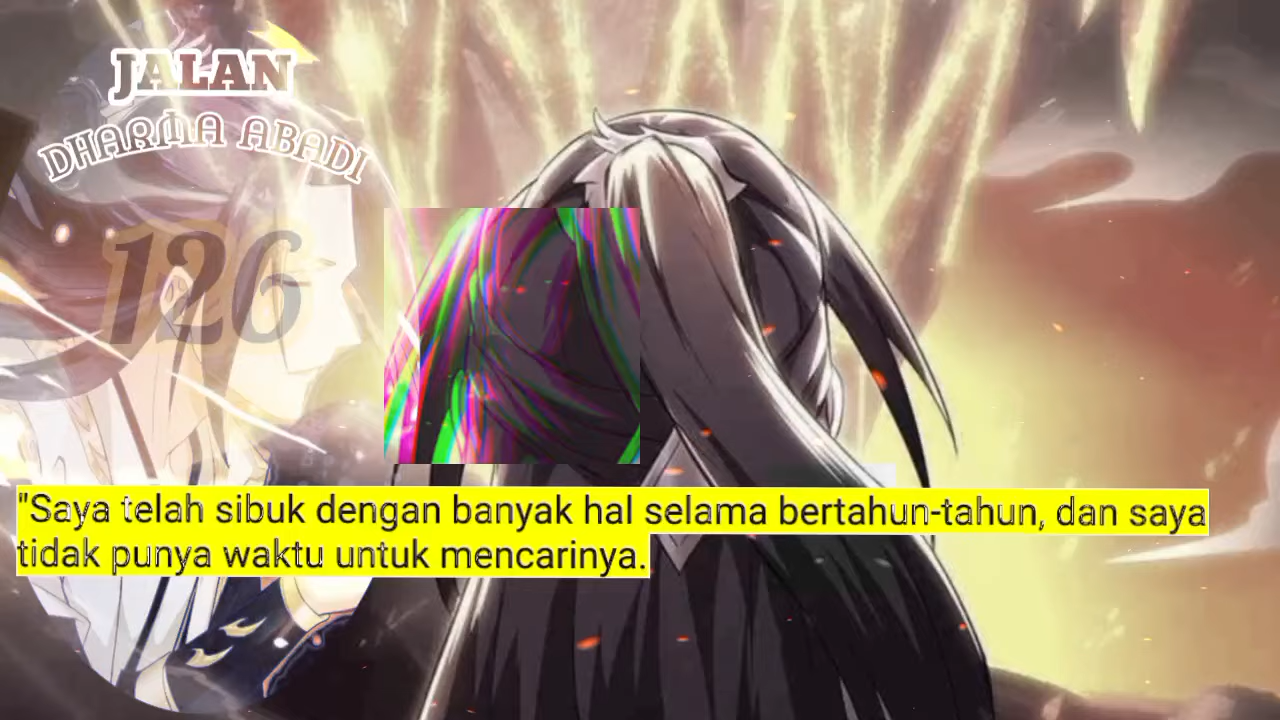 JALAN
DHARMA ABADI
126
"Saya telah sibuk dengan banyak hal selama bertahun-tahun, dan saya
tidak punya waktu untuk mencarinya.